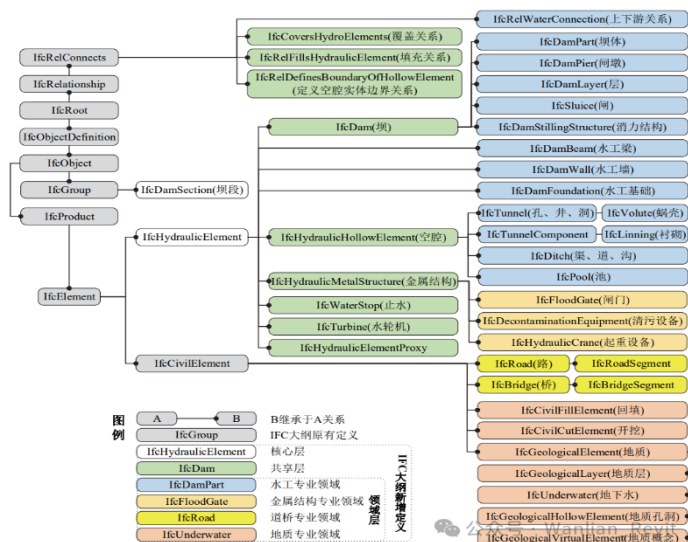 IfcRelConnects
IfcRelationship
IfcRoot
IfcObjectDefinition
IfcObject
IfcGroup
IfcProduct
IfcElement
IfcDamSection(坝段)
IfcHydraulicElement
IfcCivilElement
IfcCoversHydroElements(覆盖关系)
IfcRelFillsHydraulicElement(填充关系)
IfcRelDefinesBoundaryOfHollowElement
(定义空腔实体边界关系)
IfcDam(坝)
IfcHydraulicHollowElement(空腔)
IfcHydraulicMetalStructure(金属结构)
IfcWaterStop(止水)
IfcTurbine(水轮机)
IfcHydraulicElementProxy
IfcRelWaterConnection(上下游关系)
IfcDamPart(坝体)
IfcDamPier(闸墩)
IfcDamLayer(层)
IfcSluice(闸)
IfcDamStillingStructure(消力结构)
IfcDamBeam(水工梁)
IfcDamWall(水工墙)
IfcDamFoundation(水工基础)
IfcTunnel(孔、井、洞)
IfcVolute(蜗壳)
IfcTunnelComponent
IfcLinning(衬砌)
IfcDitch(渠、道、沟)
IfcPool(池)
IfcFloodGate(闸门)
IfcDecontaminationEquipment(清污设备)
IfcHydraulicCrane(起重设备)
IfcRoad(路)
IfcRoadSegment
IfcBridge(桥)
IfcBridgeSegment
IfcCivilFillElement(回填)
IfcCivilCutElement(开挖)
IfcGeologicalElement(地质)
IfcGeologicalLayer(地质层)
IfcUnderwater(地下水)
IfcGeologicalHollowElement(地质孔洞)
IfcGeologicalVirtualElement(地质概念)
图例
A
B
B继承于A关系
IfcGroup
IFC大纲原有定义
IfcHydraulicElement
核心层
IfcDam
共享层
IfcDamPart
水工专业领域
IfcFloodGate
金属结构专业领域
IfcRoad
道桥专业领域
IfcUnderwater
地质专业领域
领域层
IFC大纲新增定义
公众号 · Wanlian_Revit